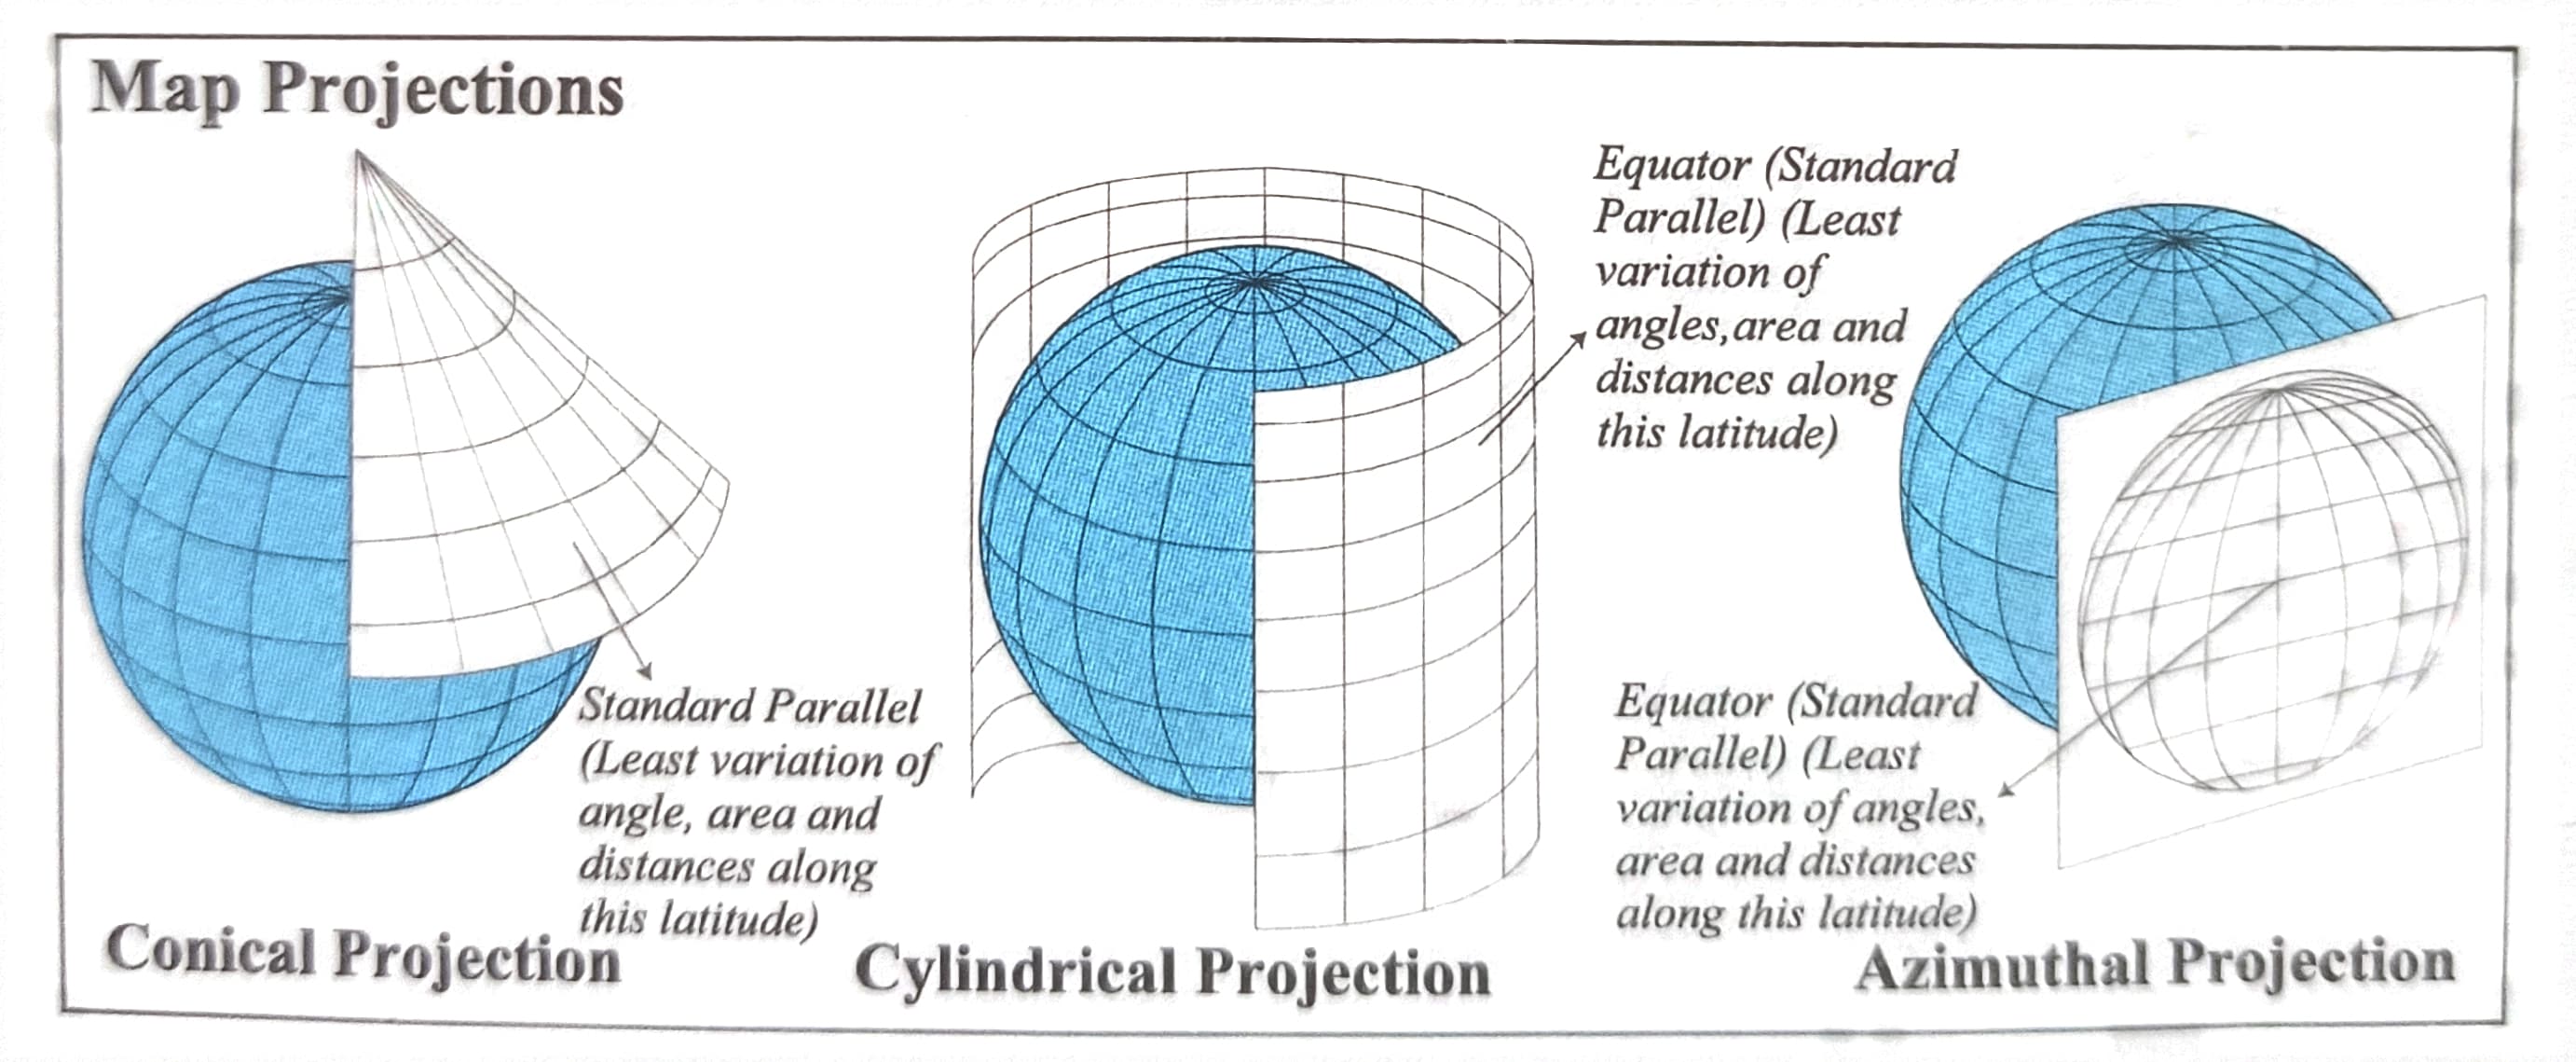 Map Projections
Standard Parallel
(Least variation of
angle, area and
distances along
this latitude)
Conical Projection
Equator (Standard
Parallel) (Least
variation of
angles, area and
distances along
this latitude)
Cylindrical Projection
Equator (Standard
Parallel) (Least
variation of angles,
area and distances
along this latitude)
Azimuthal Projection